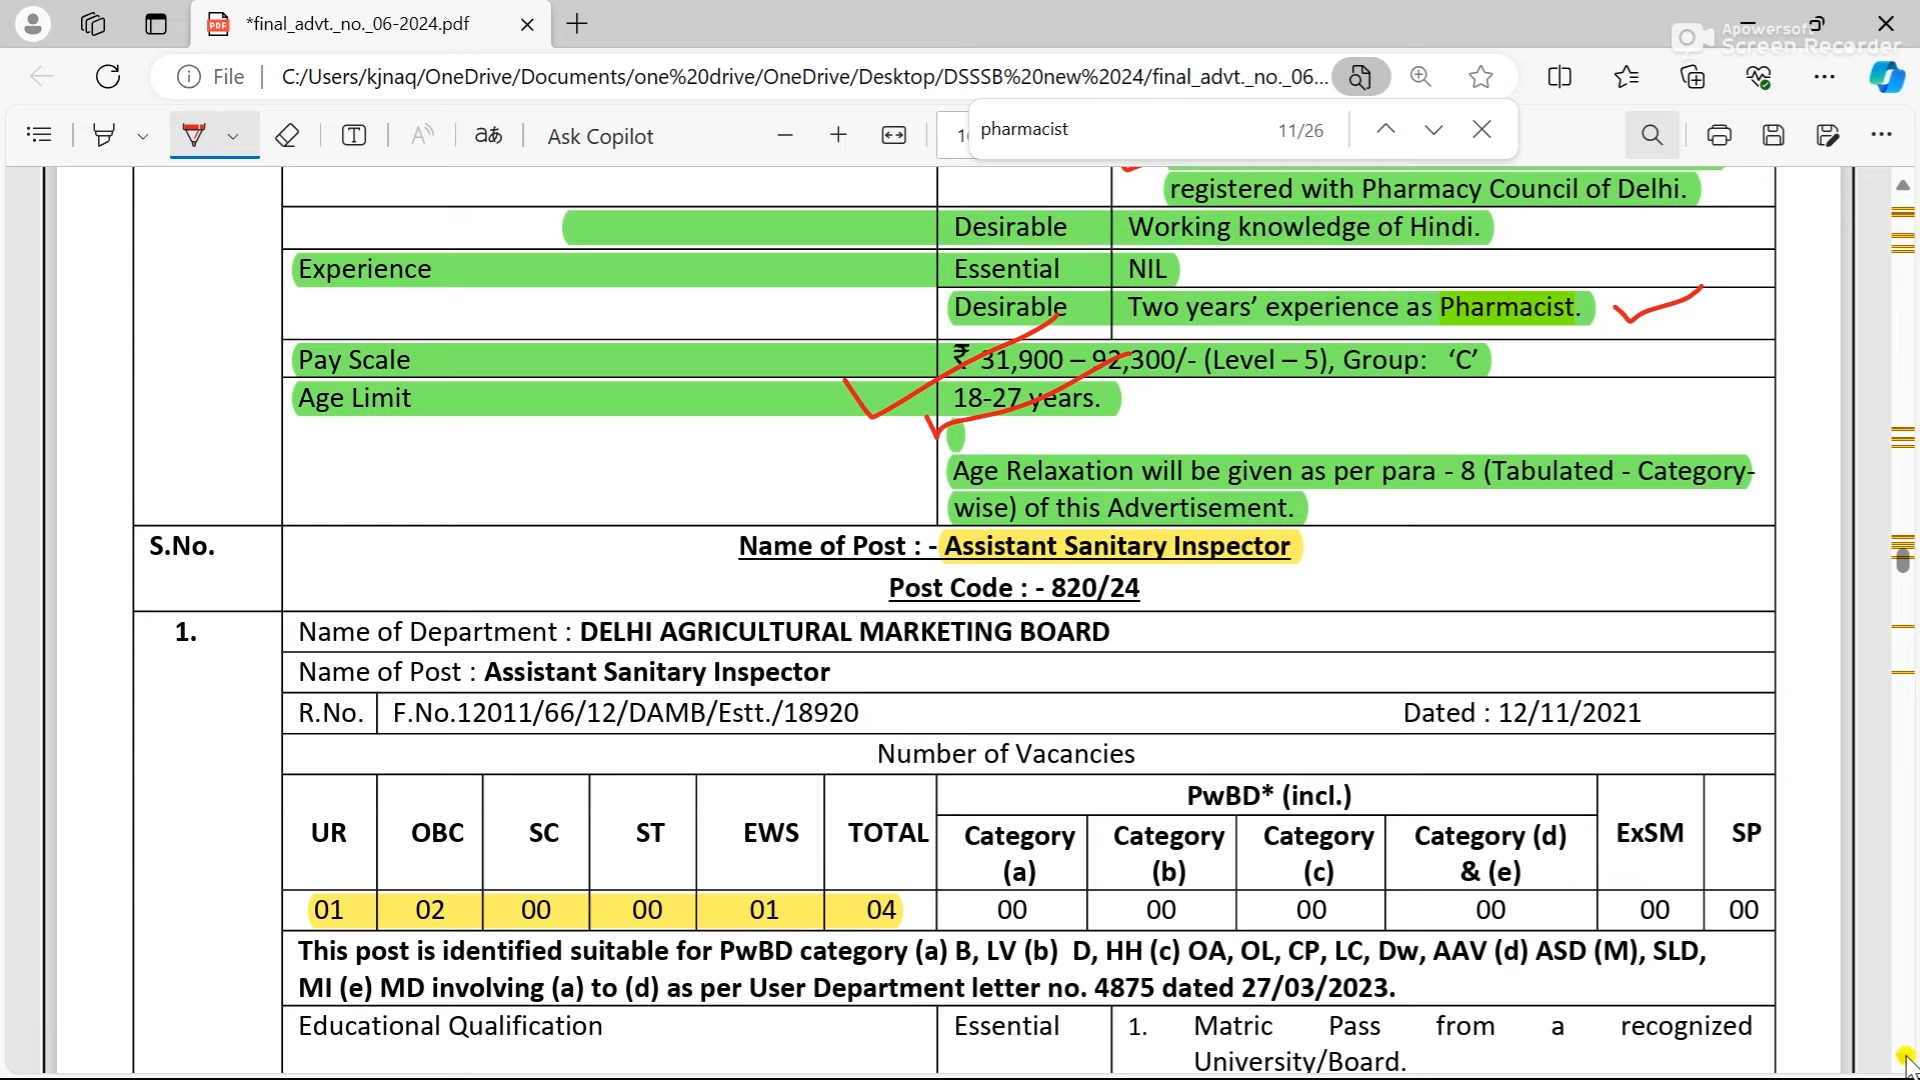 *final_advt._no._06-2024.pdf
Apowersoft
Screen Recorder
File
C:/Users/kjnaq/OneDrive/Documents/one%20drive/OneDrive/Desktop/DSSSB%20new%2024/final_advt._no._06...
Ask Copilot
pharmacist 11/26
registered with Pharmacy Council of Delhi.
Desirable Working knowledge of Hindi.
Experience Essential NIL
Desirable Two years’ experience as Pharmacist.
Pay Scale ₹ 31,900 – 92,300/- (Level – 5), Group: ‘C’
Age Limit 18-27 years.
Age Relaxation will be given as per para - 8 (Tabulated - Category-
wise) of this Advertisement.
S.No. Name of Post : - Assistant Sanitary Inspector
Post Code : - 820/24
1. Name of Department : DELHI AGRICULTURAL MARKETING BOARD
Name of Post : Assistant Sanitary Inspector
R.No. F.No.12011/66/12/DAMB/Estt./18920 Dated : 12/11/2021
Number of Vacancies
PwBD* (incl.)
UR OBC SC ST EWS TOTAL Category (a) Category (b) Category (c) Category (d) & (e) ExSM SP
01 02 00 00 01 04 00 00 00 00 00 00
This post is identified suitable for PwBD category (a) B, LV (b) D, HH (c) OA, OL, CP, LC, Dw, AAV (d) ASD (M), SLD,
MI (e) MD involving (a) to (d) as per User Department letter no. 4875 dated 27/03/2023.
Educational Qualification Essential 1. Matric Pass from a recognized
University/Board.